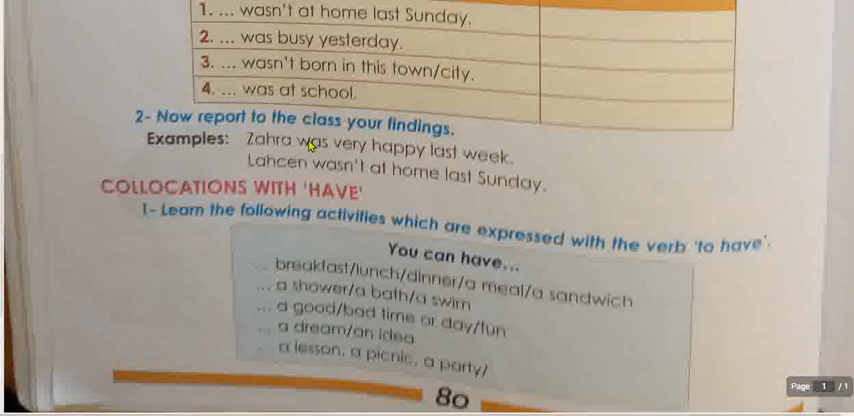 1. ... wasn't at home last Sunday.
2. ... was busy yesterday.
3. ... wasn't born in this town/city.
4. ... was at school.
2- Now report to the class your findings.
Examples: Zahra was very happy last week.
Lahcen wasn't at home last Sunday.
COLLOCATIONS WITH 'HAVE'
1- Learn the following activities which are expressed with the verb 'to have'.
You can have...
... breakfast/lunch/dinner/a meal/a sandwich
... a shower/a bath/a swim
... a good/bad time or day/fun
... a dream/an idea
... a lesson, a picnic, a party/
80
Page 1 / 1